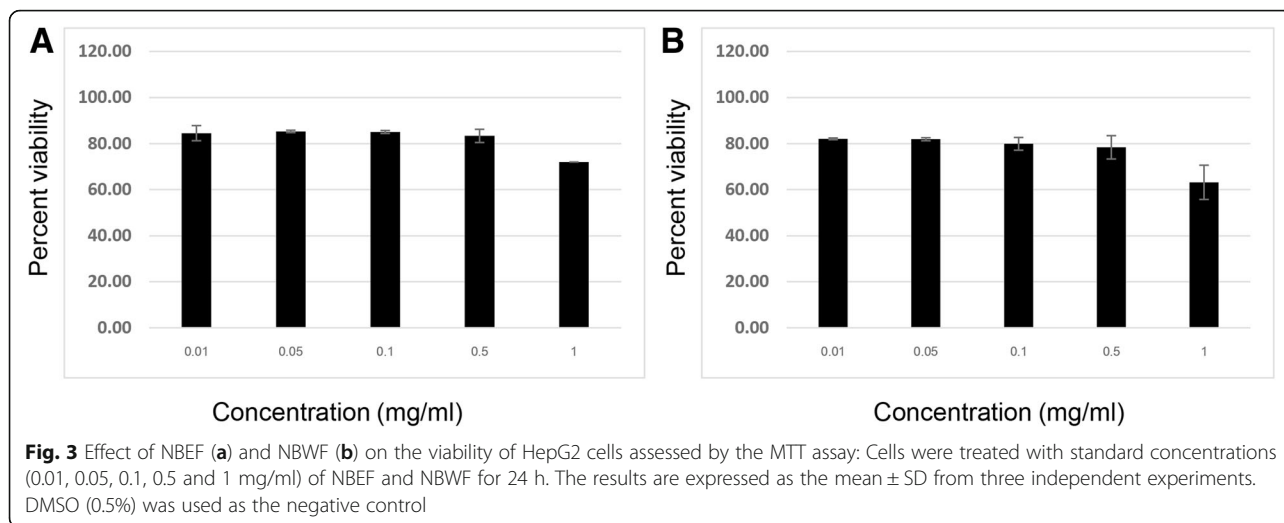 A
120.00
100.00
80.00
60.00
40.00
20.00
0.00
Percent viability
0.01 0.05 0.1 0.5 1
Concentration (mg/ml)
B
120.00
100.00
80.00
60.00
40.00
20.00
0.00
Percent viability
0.01 0.05 0.1 0.5 1
Concentration (mg/ml)
Fig. 3 Effect of NBEF (a) and NBWF (b) on the viability of HepG2 cells assessed by the MTT assay: Cells were treated with standard concentrations
(0.01, 0.05, 0.1, 0.5 and 1 mg/ml) of NBEF and NBWF for 24 h. The results are expressed as the mean ± SD from three independent experiments.
DMSO (0.5%) was used as the negative control